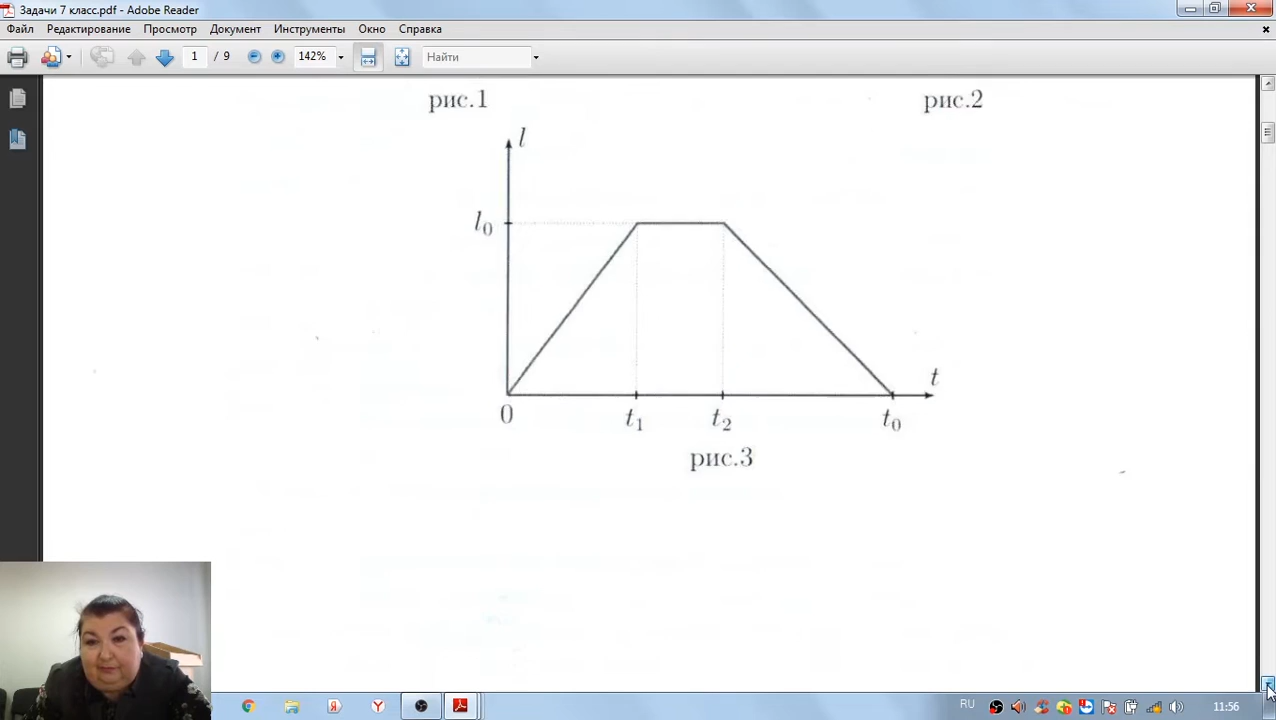 Задачи 7 класс.pdf - Adobe Reader
Файл Редактирование Просмотр Документ Инструменты Окно Справка
1 / 9 142% Найти
рис.1 рис.2
l
l₀
t
0 t₁ t₂ t₀
рис.3
RU 11:56